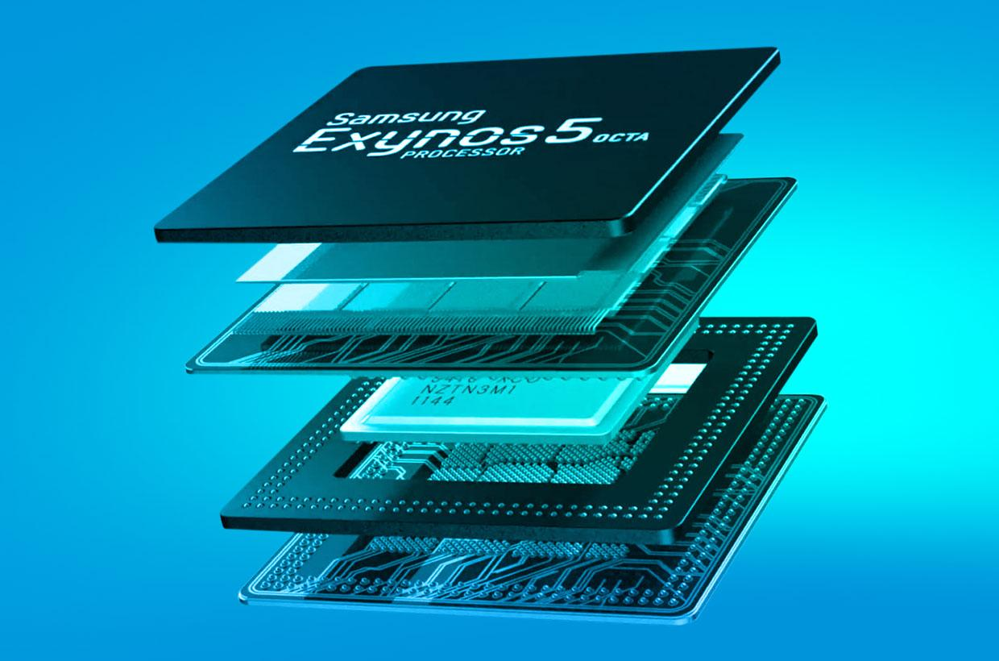 Samsung
Exynos 5 OCTA
PROCESSOR
NZTN3M1
1144